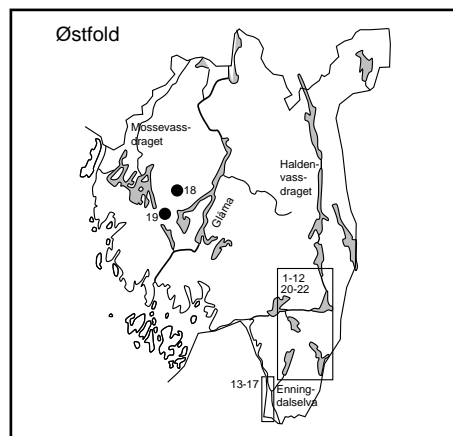 Østfold
Mossevass-
draget
Halden-
vass-
draget
18
19
Glåma
1-12
20-22
13-17
Enning-
dalselva